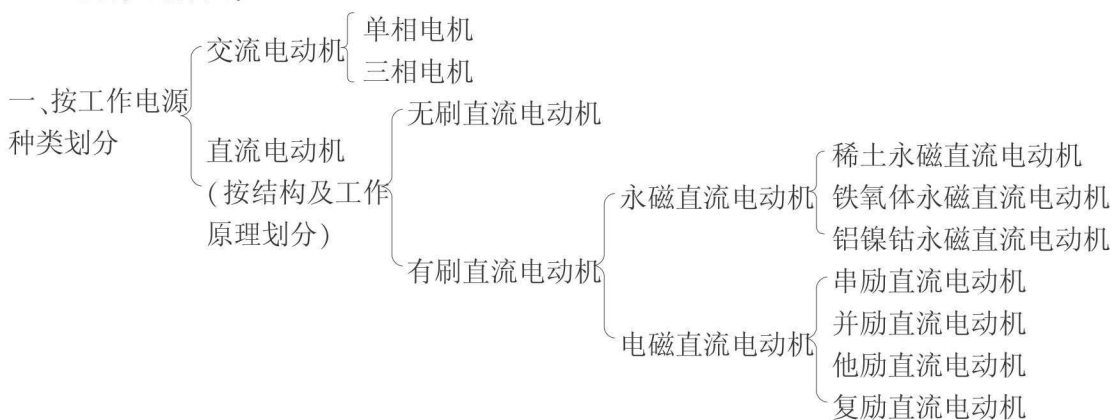 一、按工作电源
种类划分
交流电动机
单相电机
三相电机
直流电动机
(按结构及工作
原理划分)
无刷直流电动机
有刷直流电动机
永磁直流电动机
稀土永磁直流电动机
铁氧体永磁直流电动机
铝镍钴永磁直流电动机
电磁直流电动机
串励直流电动机
并励直流电动机
他励直流电动机
复励直流电动机